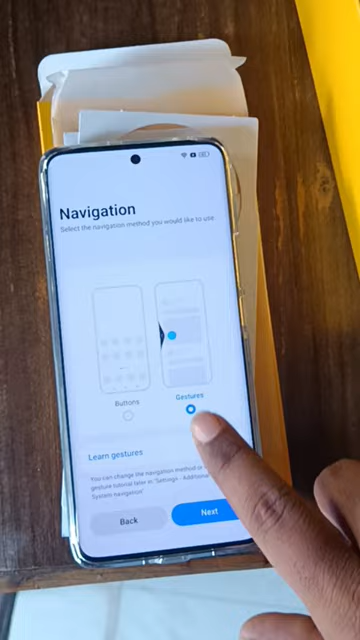 Navigation
Select the navigation method you would like to use
Buttons
Gestures
Learn gestures
You can change the navigation method or
gesture tutorial later in "Settings - Additional
System navigation"
Back
Next